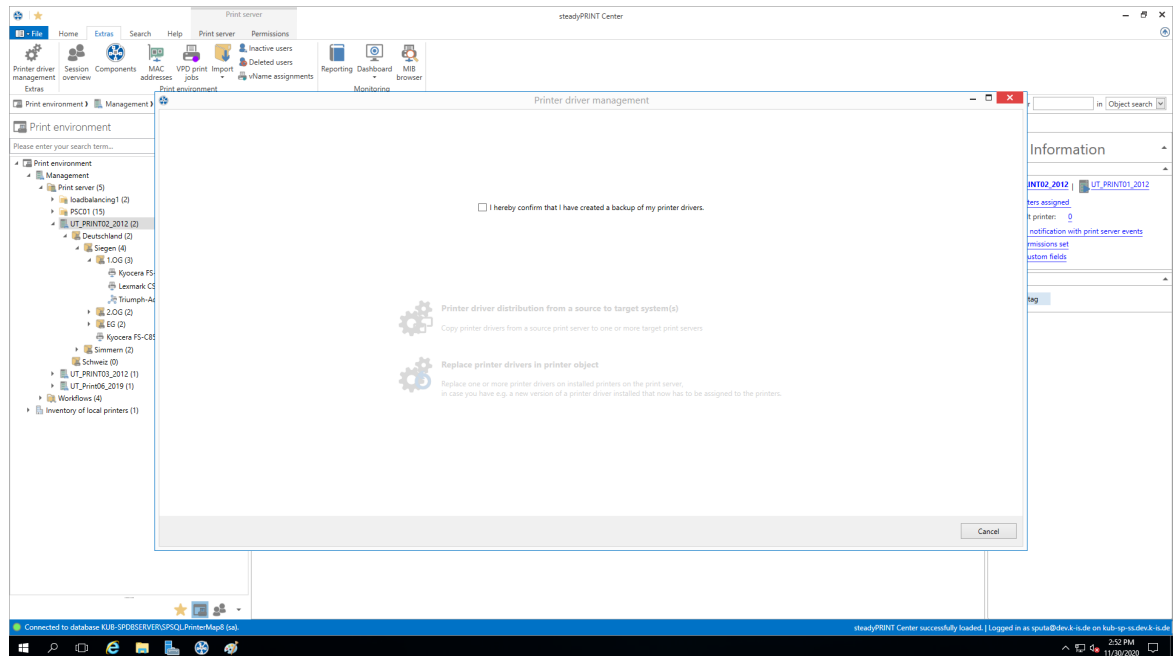 Print server
steadyPRINT Center
File Home Extras Search Help Print server Permissions
Printer driver management
Session overview
Components
MAC addresses
VPD print jobs
Import
Inactive users
Deleted users
vName assignments
Reporting
Dashboard
MIB browser
Extras
Print environment
Monitoring
Print environment
Management
in Object search
Printer driver management
Print environment
Please enter your search term...
Print environment
Management
Print server (5)
loadbalancing1 (2)
PSC01 (15)
UT_PRINT02_2012 (2)
Deutschland (2)
Siegen (4)
1.OG (3)
Kyocera FS-
Lexmark CS
Triumph-Ad
2.OG (2)
EG (2)
Kyocera FS-C85
Simmern (2)
Schweiz (0)
UT_PRINT03_2012 (1)
UT_Print06_2019 (1)
Workflows (4)
Inventory of local printers (1)
I hereby confirm that I have created a backup of my printer drivers.
Printer driver distribution from a source to target system(s)
Copy printer drivers from a source print server to one or more target print servers
Replace printer drivers in printer object
Replace one or more printer drivers on installed printers on the print server,
in case you have e.g. a new version of a printer driver installed that now has to be assigned to the printers.
Cancel
Information
INT02_2012 | UT_PRINT01_2012
ters assigned
t printer: 0
notification with print server events
rmissions set
ustom fields
tag
Connected to database KUB-SPDBSERVER\SPSQL.PrinterMap8 (sa).
steadyPRINT Center successfully loaded. | Logged in as sputa@dev.k-is.de on kub-sp-ss.dev.k-is.de
2:52 PM
11/30/2020